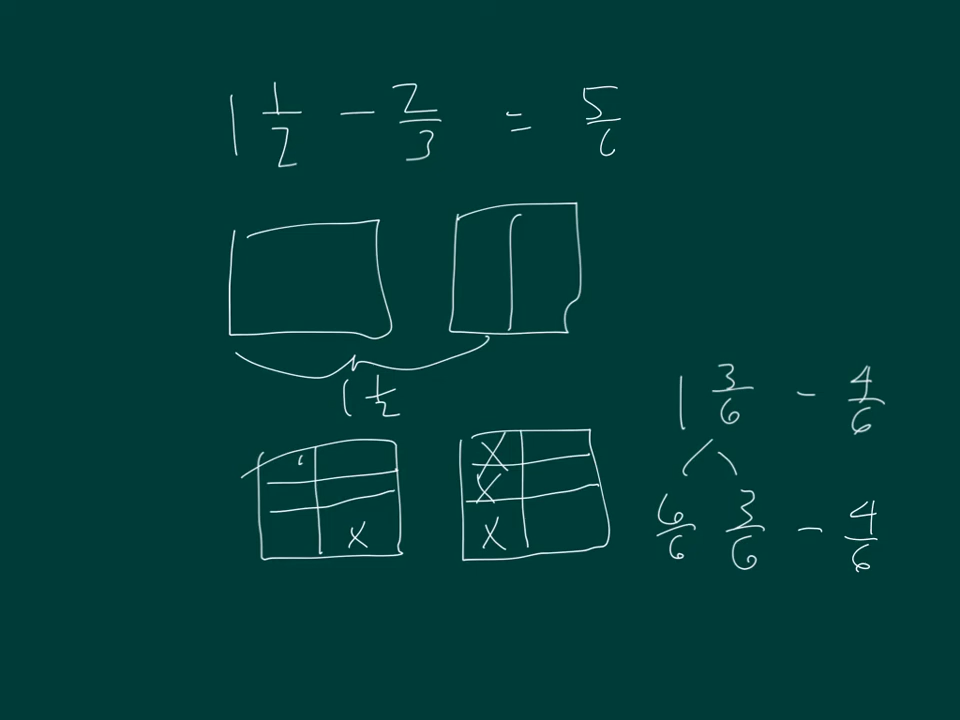 1 1/2 - 2/3 = 5/6
1 1/2
1 3/6 - 4/6
6/6 3/6 - 4/6
X
X
X
X